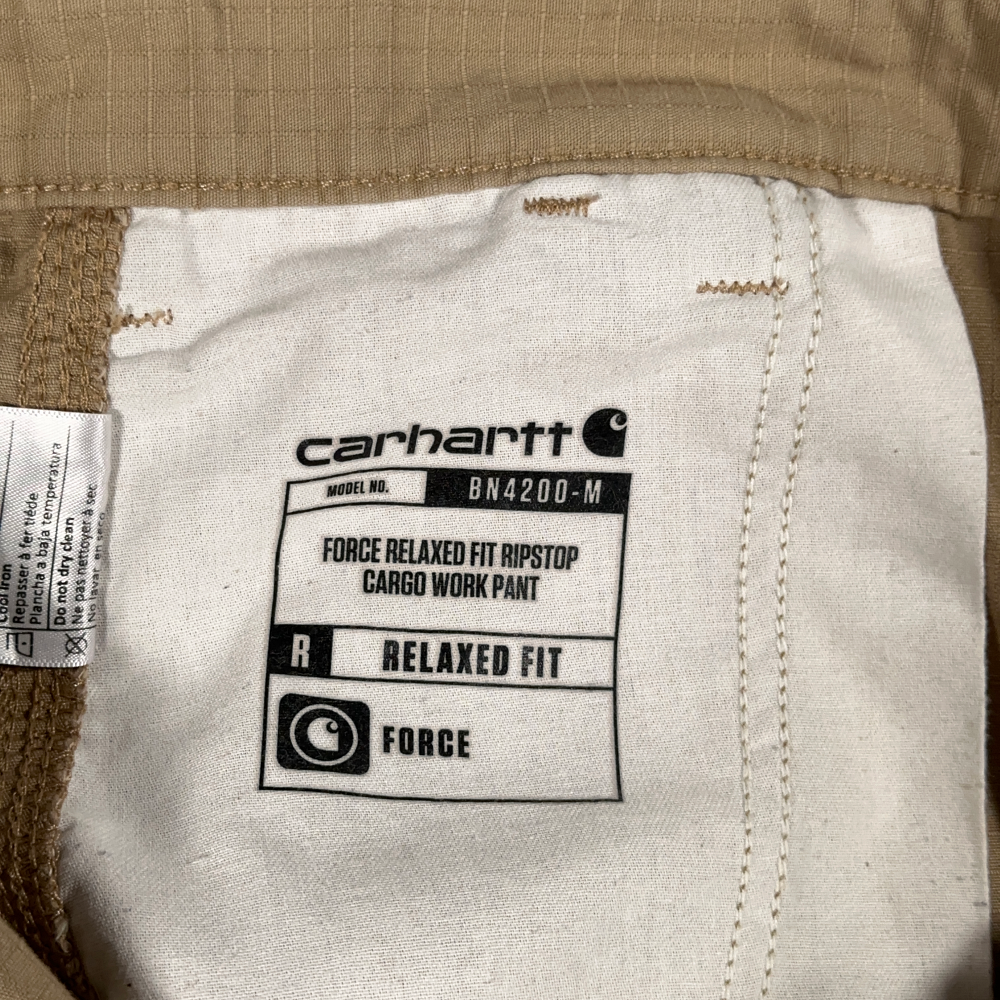 carhartt
MODEL NO. BN4200-M
FORCE RELAXED FIT RIPSTOP
CARGO WORK PANT
R RELAXED FIT
FORCE
Cool iron
Repasser à fer tiède
Plancha a baja temperatura
Do not dry clean
Ne pas nettoyer à sec
No lavar en seco